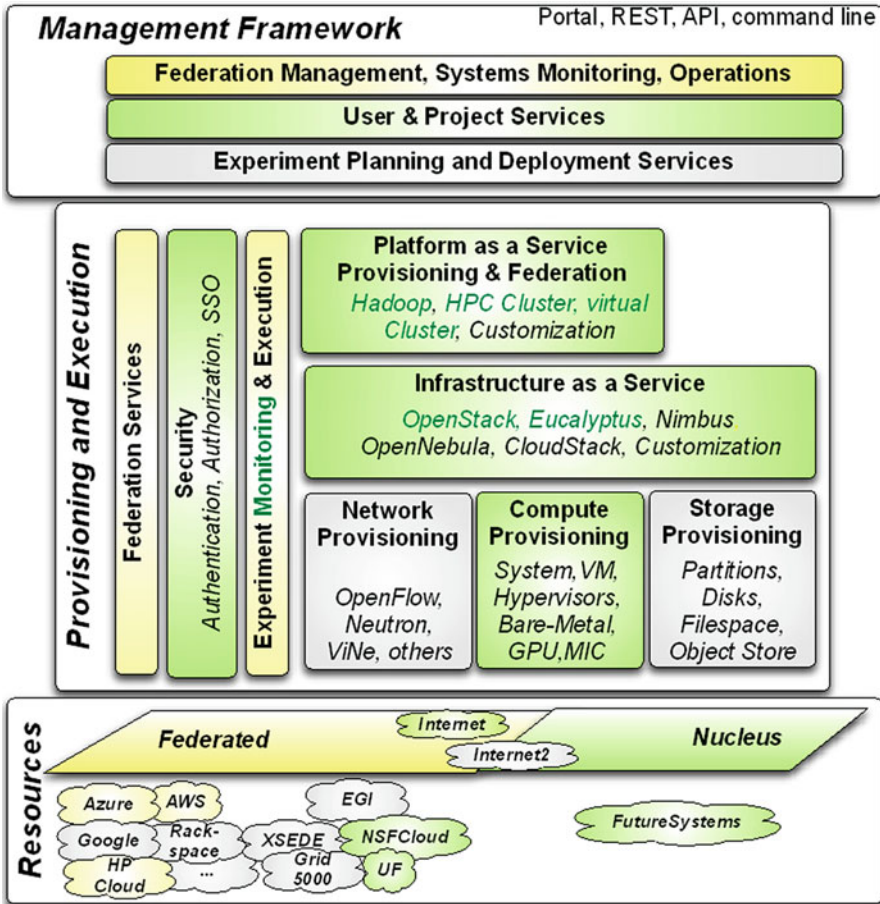 Management Framework
Portal, REST, API, command line
Federation Management, Systems Monitoring, Operations
User & Project Services
Experiment Planning and Deployment Services
Provisioning and Execution
Federation Services
Security
Authentication, Authorization, SSO
Experiment Monitoring & Execution
Platform as a Service
Provisioning & Federation
Hadoop, HPC Cluster, virtual
Cluster, Customization
Infrastructure as a Service
OpenStack, Eucalyptus, Nimbus,
OpenNebula, CloudStack, Customization
Network
Provisioning
OpenFlow,
Neutron,
ViNe, others
Compute
Provisioning
System,VM,
Hypervisors,
Bare-Metal,
GPU,MIC
Storage
Provisioning
Partitions,
Disks,
Filespace,
Object Store
Resources
Federated
Internet
Internet2
Nucleus
Azure
AWS
EGI
Google
Rack-
space
XSEDE
NSFCloud
HP
Cloud
...
Grid
5000
UF
FutureSystems